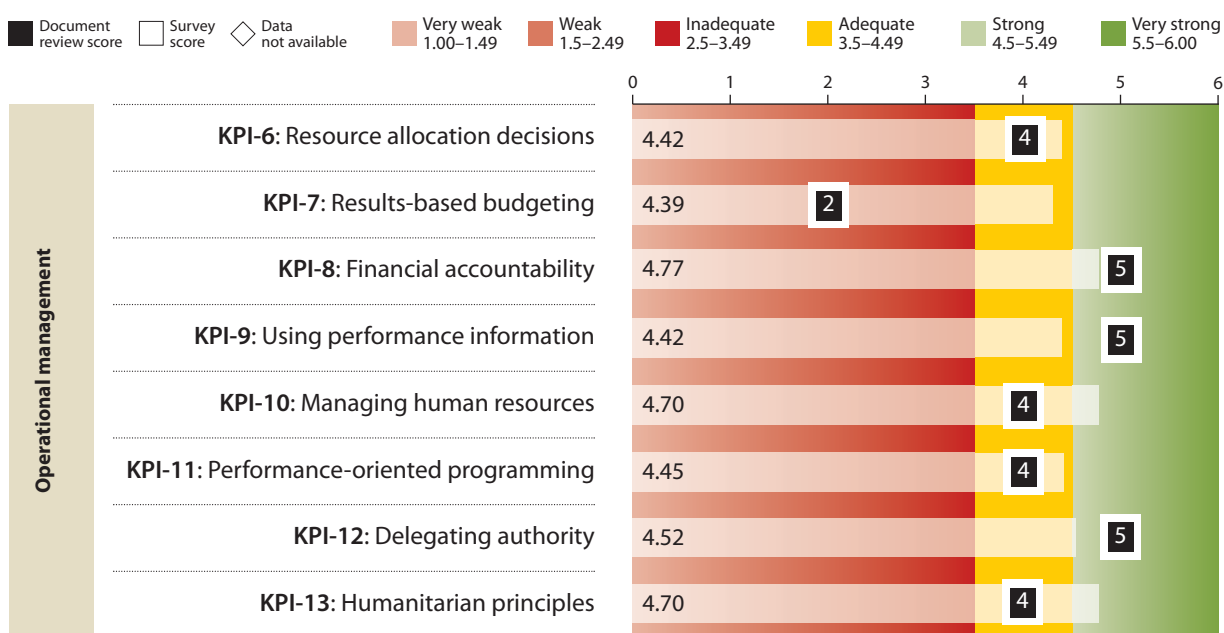 Document
review score
Survey
score
Data
not available
Very weak
1.00–1.49
Weak
1.5–2.49
Inadequate
2.5–3.49
Adequate
3.5–4.49
Strong
4.5–5.49
Very strong
5.5–6.00
0 1 2 3 4 5 6
Operational management
KPI-6: Resource allocation decisions 4.42 4
KPI-7: Results-based budgeting 4.39 2
KPI-8: Financial accountability 4.77 5
KPI-9: Using performance information 4.42 5
KPI-10: Managing human resources 4.70 4
KPI-11: Performance-oriented programming 4.45 4
KPI-12: Delegating authority 4.52 5
KPI-13: Humanitarian principles 4.70 4